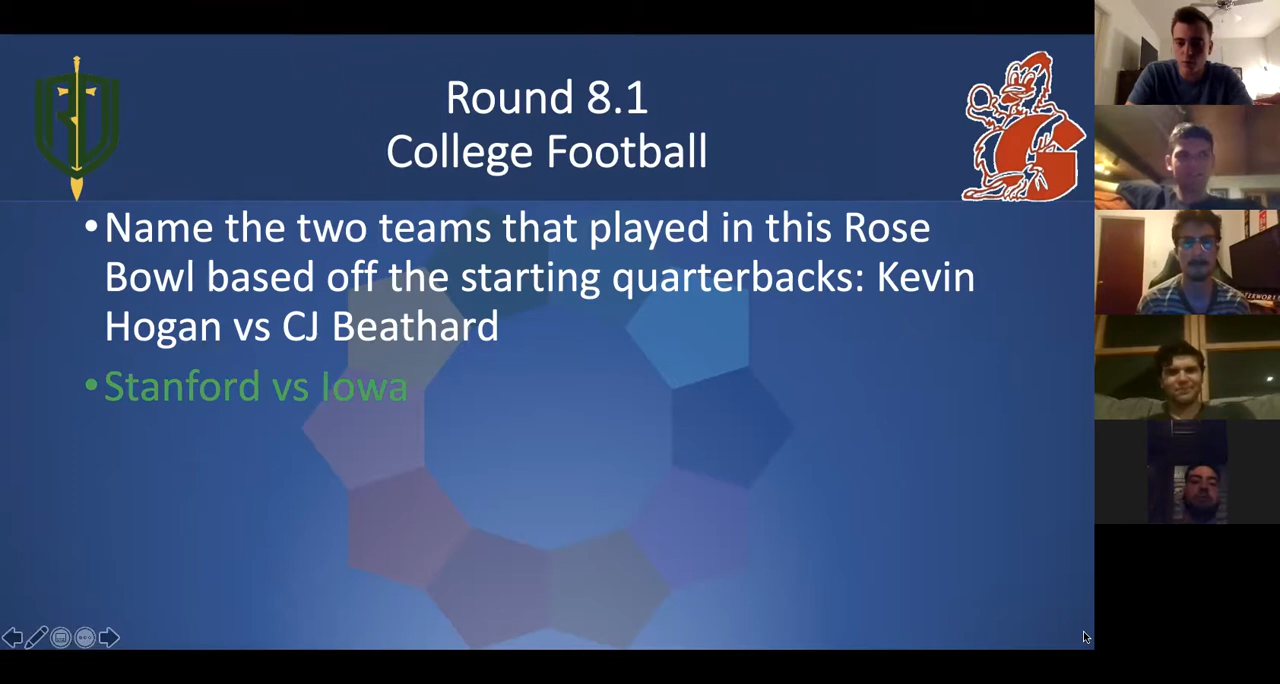 Round 8.1
College Football
•Name the two teams that played in this Rose
Bowl based off the starting quarterbacks: Kevin
Hogan vs CJ Beathard
•Stanford vs Iowa
G